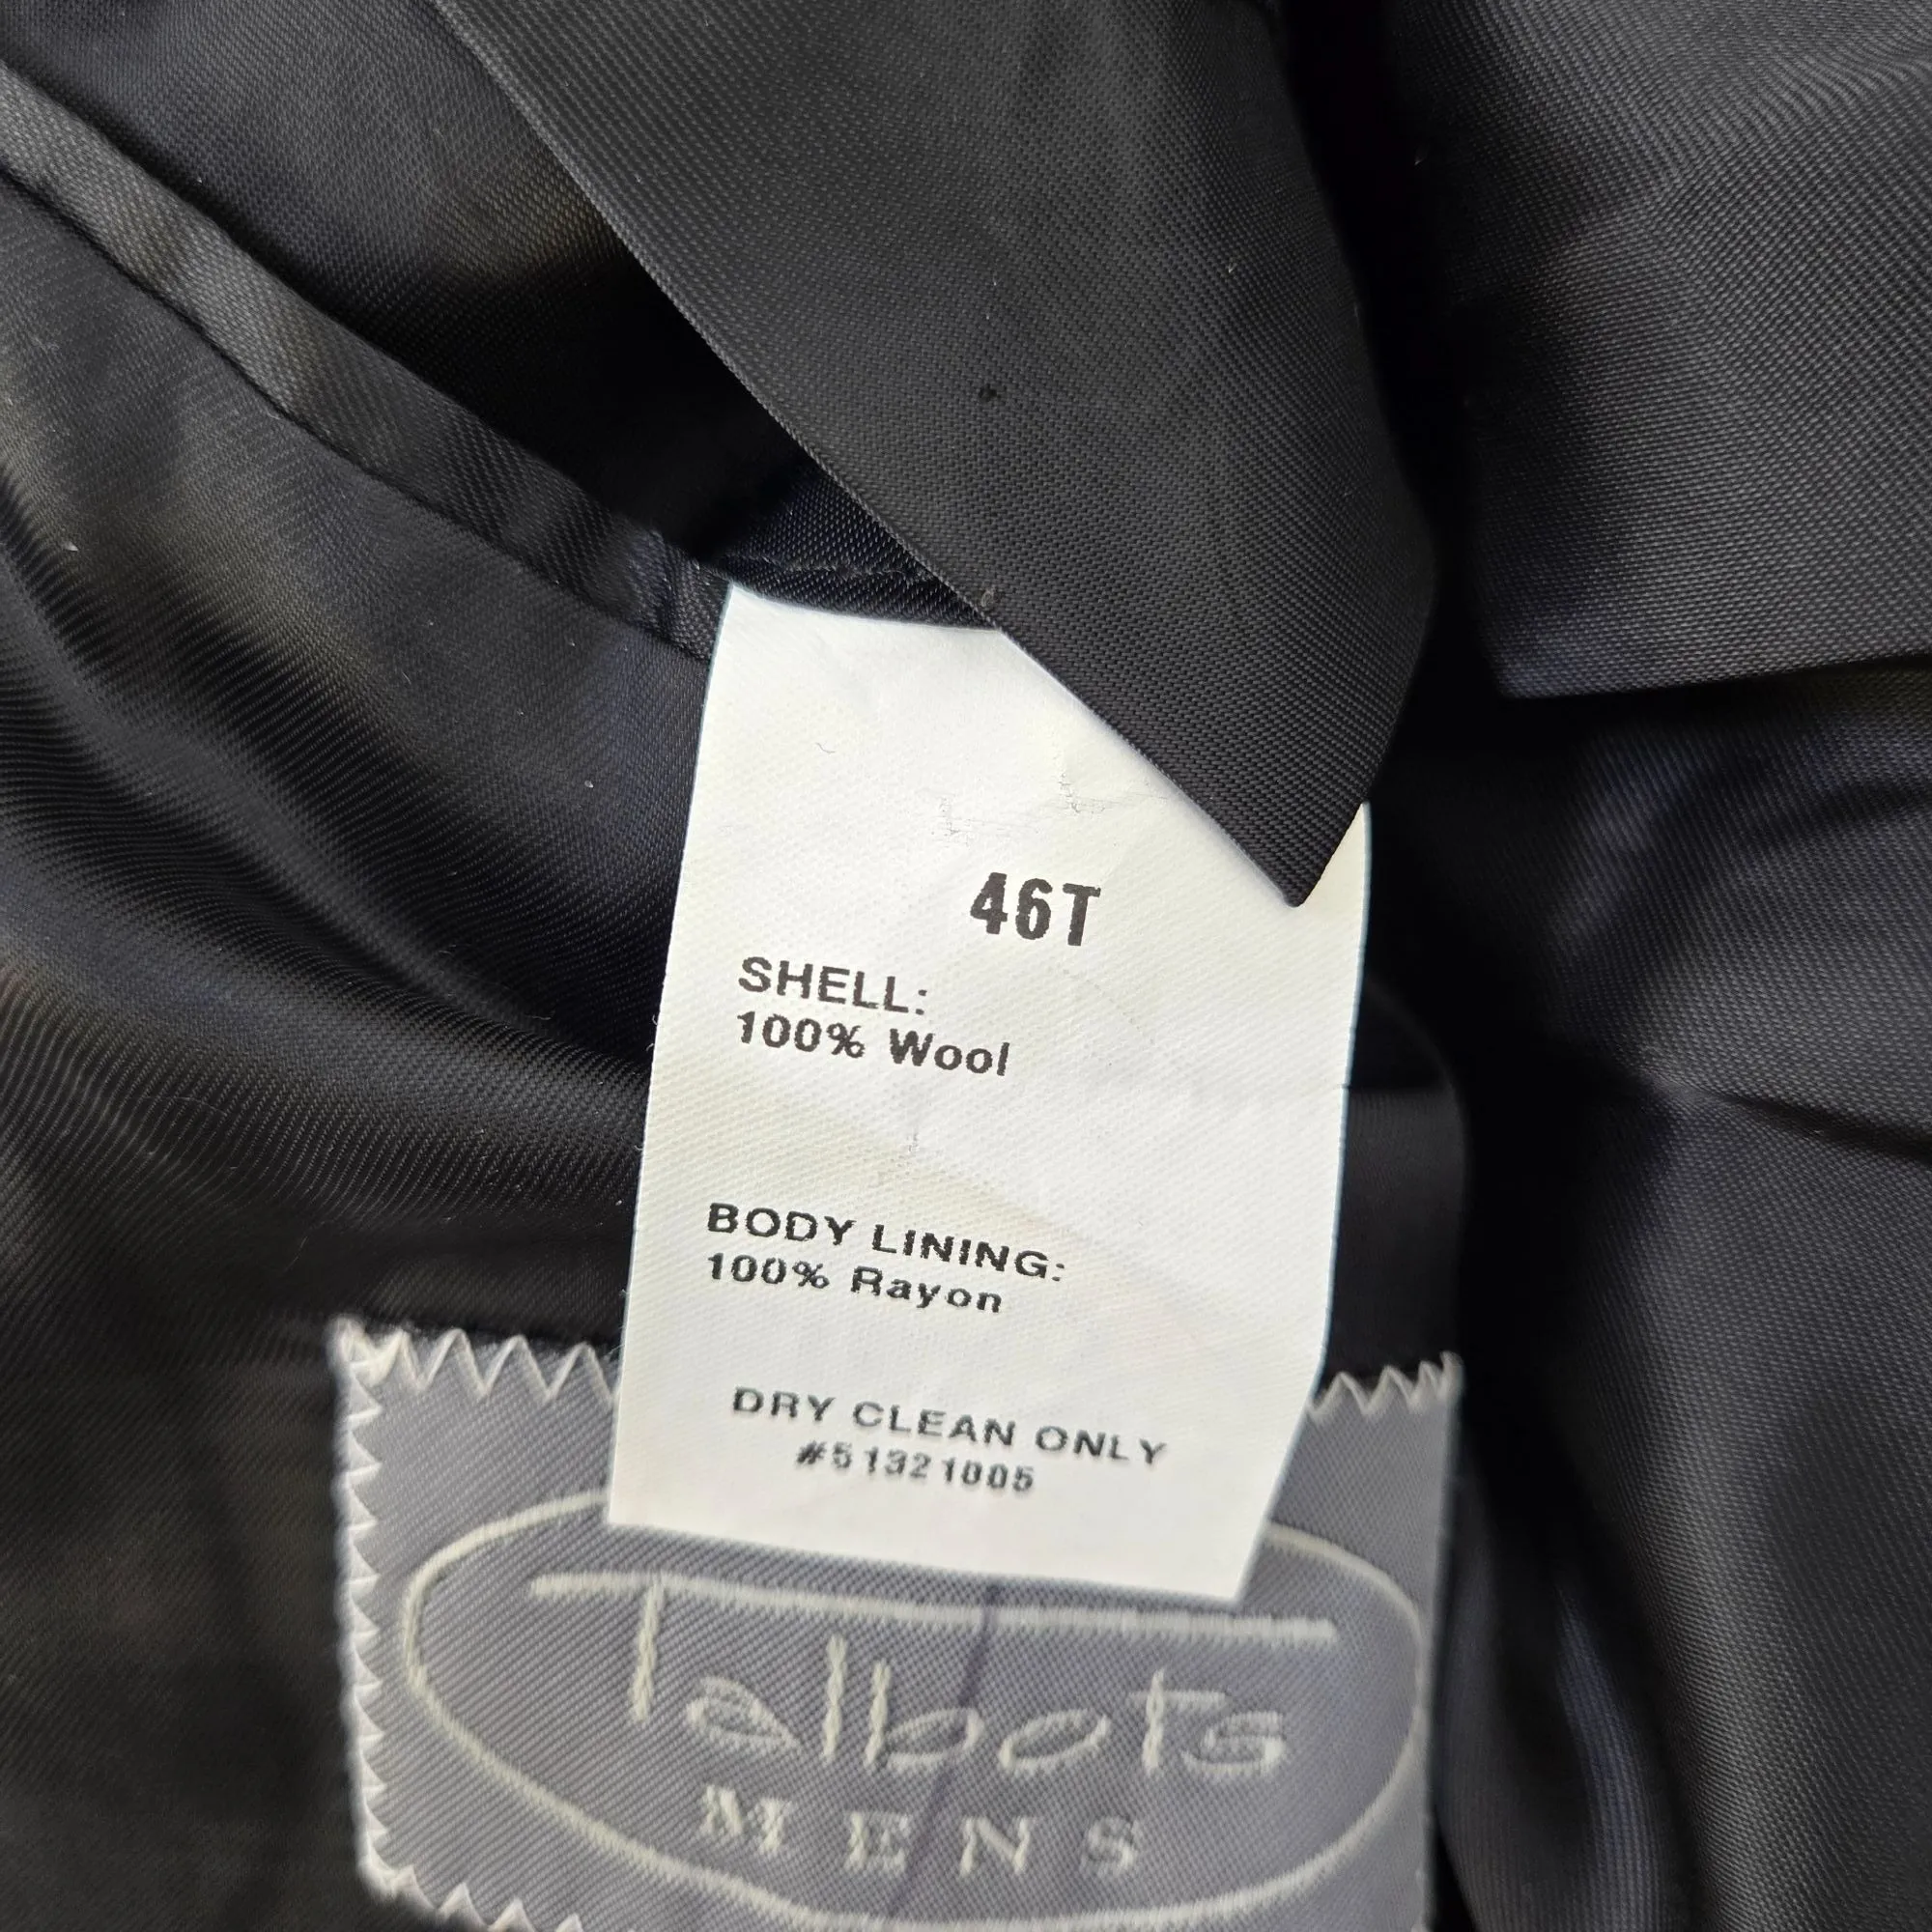 46T
SHELL:
100% Wool
BODY LINING:
100% Rayon
DRY CLEAN ONLY
#51321005
Talbots
MENS